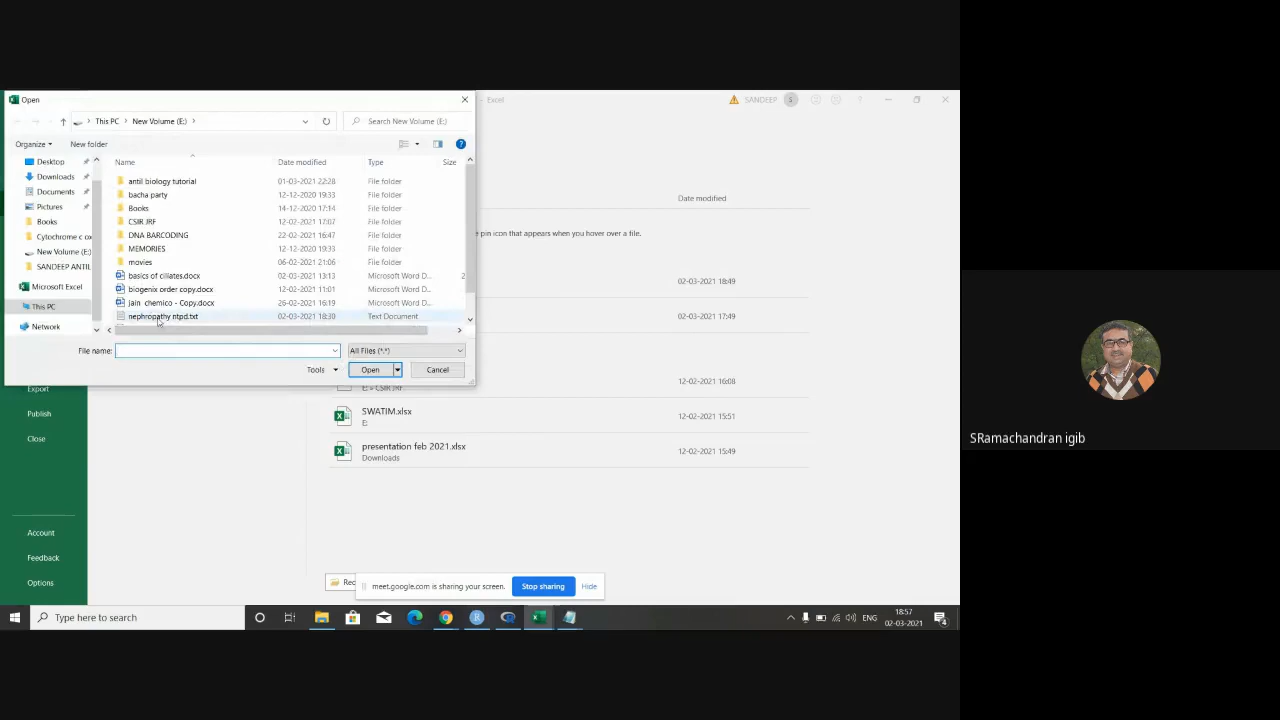 Open
- Excel
SANDEEP
S
?
This PC > New Volume (E:) >
Search New Volume (E:)
Organize
New folder
?
Name Date modified Type Size
Desktop
Downloads
Documents
Pictures
Books
Cytochrome c ox
New Volume (E:)
SANDEEP ANTIL
Microsoft Excel
This PC
Network
antil biology tutorial 01-03-2021 22:28 File folder
bacha party 12-12-2020 19:33 File folder
Books 14-12-2020 17:14 File folder
CSIR JRF 12-02-2021 17:07 File folder
DNA BARCODING 22-02-2021 16:47 File folder
MEMORIES 12-12-2020 19:33 File folder
movies 06-02-2021 21:06 File folder
basics of ciliates.docx 02-03-2021 13:13 Microsoft Word D... 2
biogenix order copy.docx 12-02-2021 11:01 Microsoft Word D...
jain chemico - Copy.docx 26-02-2021 16:19 Microsoft Word D...
nephropathy ntpd.txt 02-03-2021 18:30 Text Document
File name:
All Files (*.*)
Tools
Open
Cancel
Date modified
e pin icon that appears when you hover over a file.
02-03-2021 18:49
02-03-2021 17:49
E: » CSIR JRF
12-02-2021 16:08
SWATIM.xlsx
E:
12-02-2021 15:51
presentation feb 2021.xlsx
Downloads
12-02-2021 15:49
Export
Publish
Close
Account
Feedback
Options
Rec
meet.google.com is sharing your screen.
Stop sharing
Hide
Type here to search
ENG
18:57
02-03-2021
4
SRamachandran igib